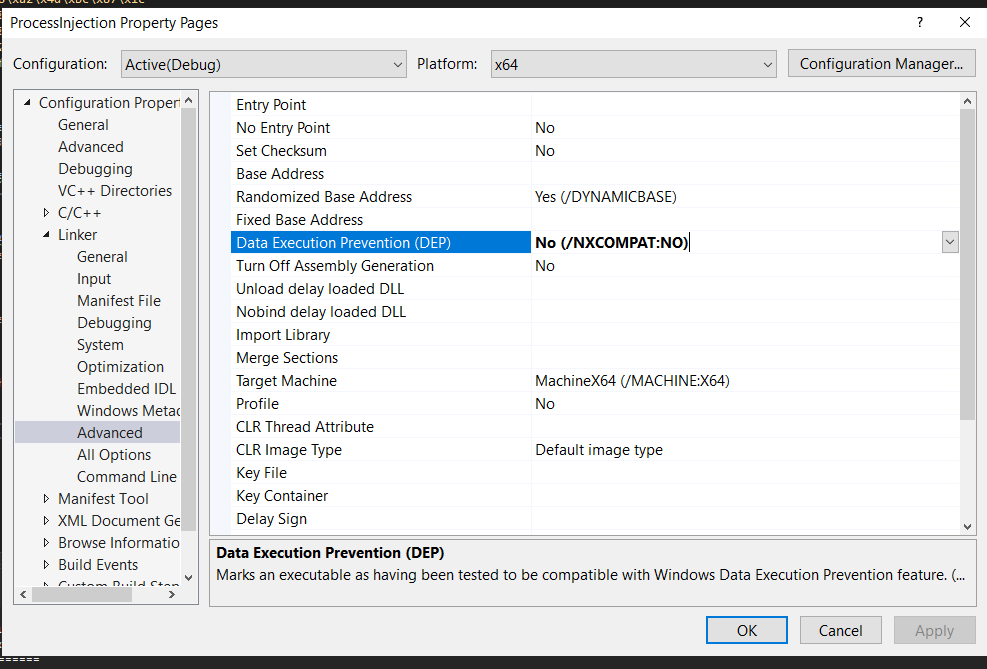 ProcessInjection Property Pages ?
Configuration: Active(Debug) Platform: x64 Configuration Manager...
Configuration Propert
General
Advanced
Debugging
VC++ Directories
C/C++
Linker
General
Input
Manifest File
Debugging
System
Optimization
Embedded IDL
Windows Metad
Advanced
All Options
Command Line
Manifest Tool
XML Document Ge
Browse Informatio
Build Events
Custom Build Step
Entry Point
No Entry Point No
Set Checksum No
Base Address
Randomized Base Address Yes (/DYNAMICBASE)
Fixed Base Address
Data Execution Prevention (DEP) No (/NXCOMPAT:NO)
Turn Off Assembly Generation No
Unload delay loaded DLL
Nobind delay loaded DLL
Import Library
Merge Sections
Target Machine MachineX64 (/MACHINE:X64)
Profile No
CLR Thread Attribute
CLR Image Type Default image type
Key File
Key Container
Delay Sign
Data Execution Prevention (DEP)
Marks an executable as having been tested to be compatible with Windows Data Execution Prevention feature. (...
OK Cancel Apply